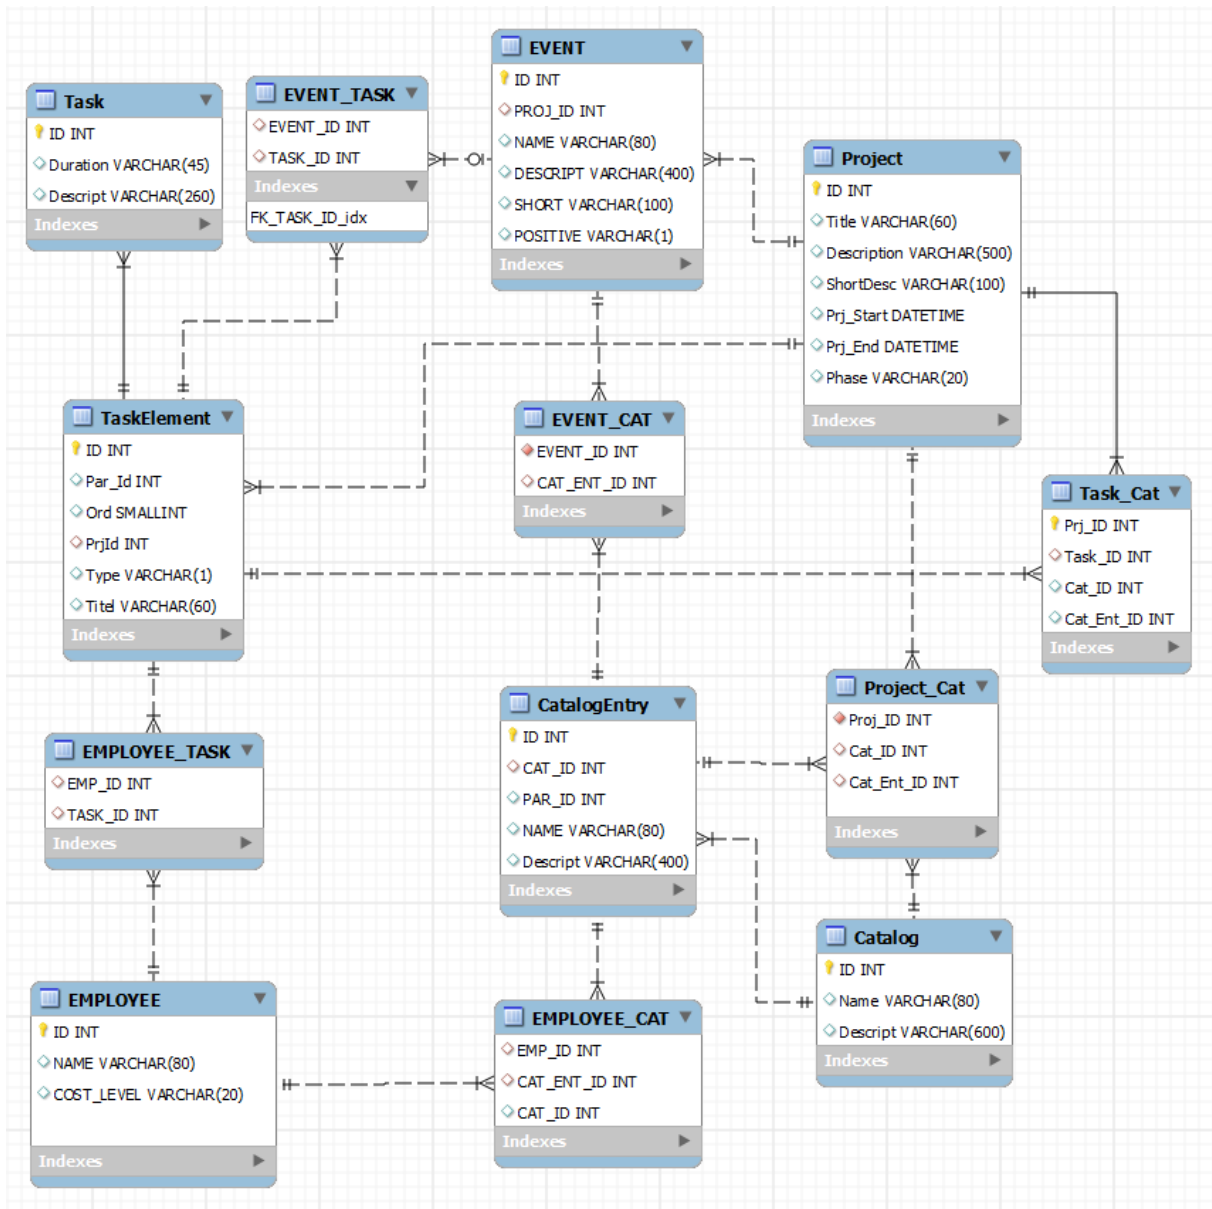 Task
ID INT
Duration VARCHAR(45)
Descript VARCHAR(260)
Indexes
EVENT_TASK
EVENT_ID INT
TASK_ID INT
Indexes
FK_TASK_ID_idx
EVENT
ID INT
PROJ_ID INT
NAME VARCHAR(80)
DESCRIPT VARCHAR(400)
SHORT VARCHAR(100)
POSITIVE VARCHAR(1)
Indexes
Project
ID INT
Title VARCHAR(60)
Description VARCHAR(500)
ShortDesc VARCHAR(100)
Prj_Start DATETIME
Prj_End DATETIME
Phase VARCHAR(20)
Indexes
TaskElement
ID INT
Par_Id INT
Ord SMALLINT
PrjId INT
Type VARCHAR(1)
Titel VARCHAR(60)
Indexes
EVENT_CAT
EVENT_ID INT
CAT_ENT_ID INT
Indexes
Task_Cat
Prj_ID INT
Task_ID INT
Cat_ID INT
Cat_Ent_ID INT
Indexes
EMPLOYEE_TASK
EMP_ID INT
TASK_ID INT
Indexes
CatalogEntry
ID INT
CAT_ID INT
PAR_ID INT
NAME VARCHAR(80)
Descript VARCHAR(400)
Indexes
Project_Cat
Proj_ID INT
Cat_ID INT
Cat_Ent_ID INT
Indexes
Catalog
ID INT
Name VARCHAR(80)
Descript VARCHAR(600)
Indexes
EMPLOYEE
ID INT
NAME VARCHAR(80)
COST_LEVEL VARCHAR(20)
Indexes
EMPLOYEE_CAT
EMP_ID INT
CAT_ENT_ID INT
CAT_ID INT
Indexes